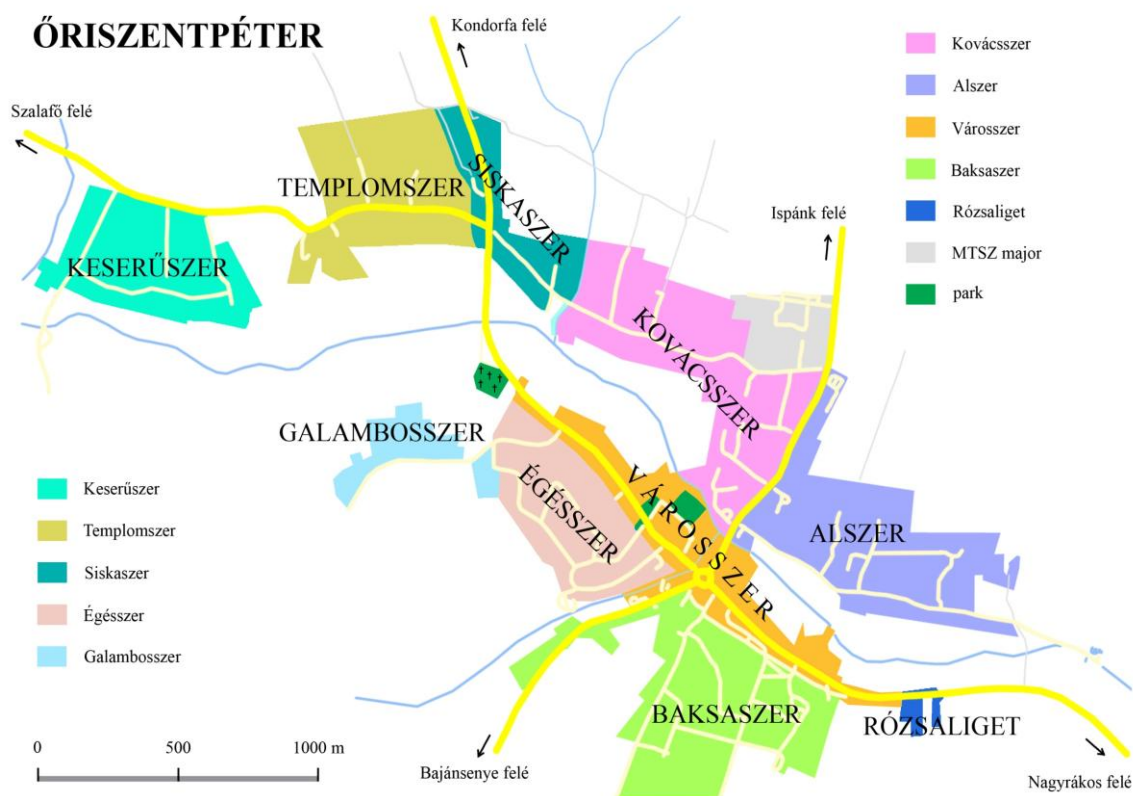 ŐRISZENTPÉTER
Kondorfa felé
Szalafő felé
Ispánk felé
Kovácsszer
Alszer
Városszer
Baksaszer
Rózsaliget
MTSZ major
park
TEMPLOMSZER
SISKASZER
KESERŰSZER
KOVÁCSSZER
GALAMBOSSZER
ÉGÉSSZER
VÁROSSZER
ALSZER
BAKSASZER
RÓZSALIGET
Keserűszer
Templomszer
Siskaszer
Égésszer
Galambosszer
0 500 1000 m
Bajánsenye felé
Nagyrákos felé